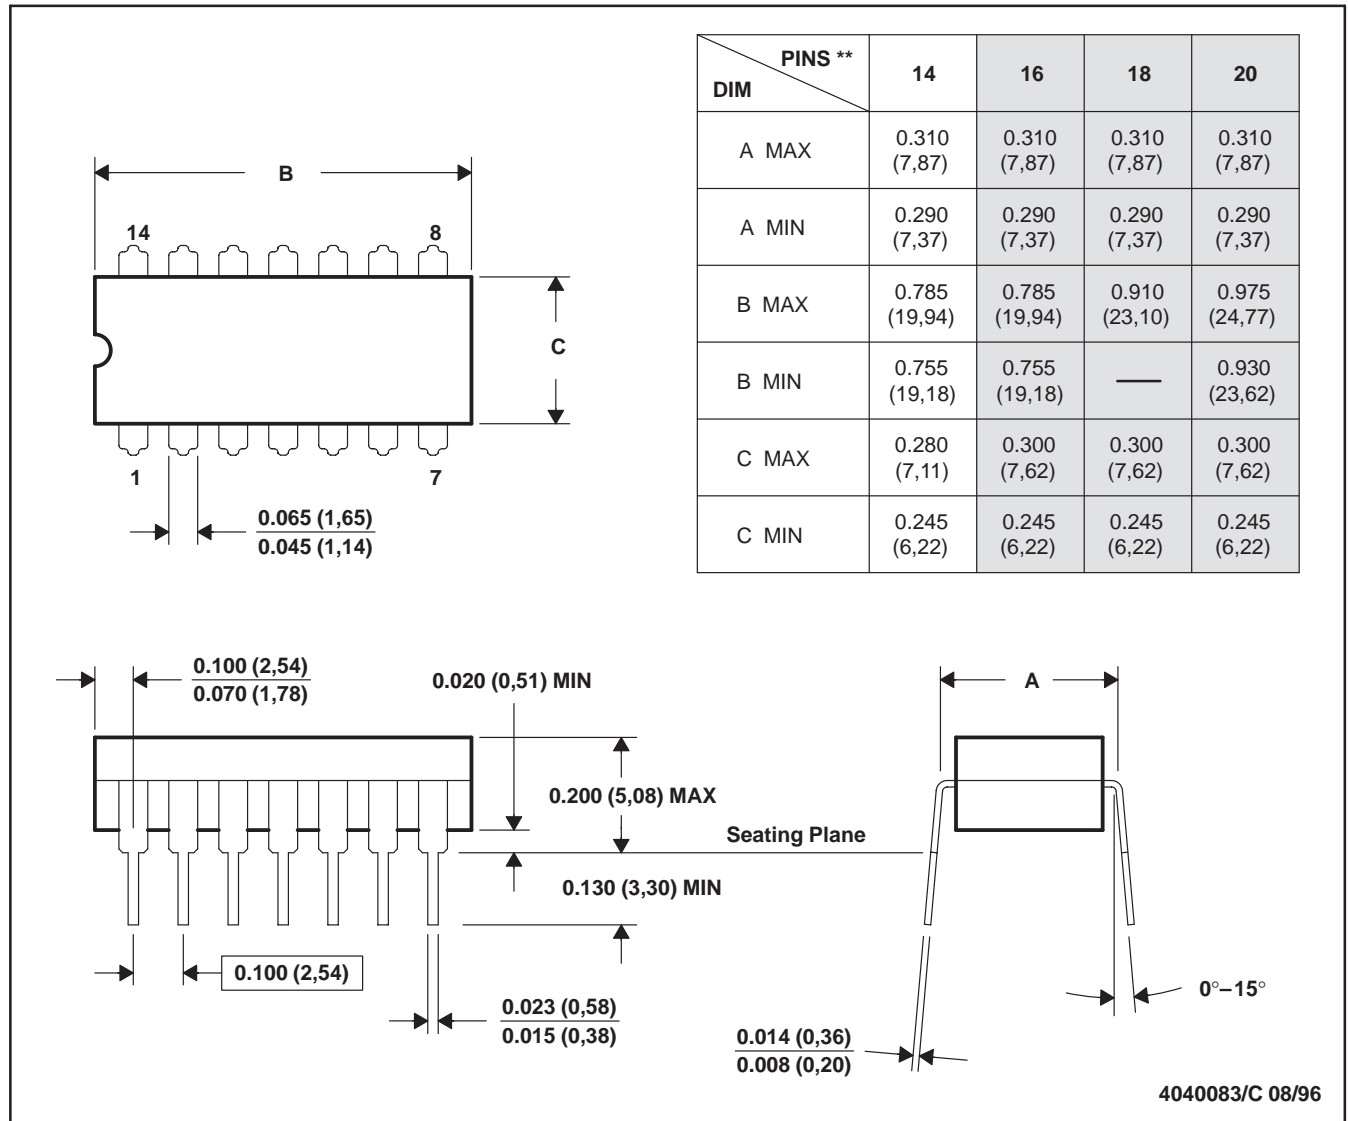 PINS **
DIM
14 16 18 20
A MAX 0.310 0.310 0.310 0.310
(7,87) (7,87) (7,87) (7,87)
A MIN 0.290 0.290 0.290 0.290
(7,37) (7,37) (7,37) (7,37)
B MAX 0.785 0.785 0.910 0.975
(19,94) (19,94) (23,10) (24,77)
B MIN 0.755 0.755 — 0.930
(19,18) (19,18) (23,62)
C MAX 0.280 0.300 0.300 0.300
(7,11) (7,62) (7,62) (7,62)
C MIN 0.245 0.245 0.245 0.245
(6,22) (6,22) (6,22) (6,22)
B
14 8
C
1 7
0.065 (1,65)
0.045 (1,14)
0.100 (2,54)
0.070 (1,78)
0.020 (0,51) MIN
A
0.200 (5,08) MAX
Seating Plane
0.130 (3,30) MIN
0.100 (2,54)
0.023 (0,58)
0.015 (0,38)
0°–15°
0.014 (0,36)
0.008 (0,20)
4040083/C 08/96